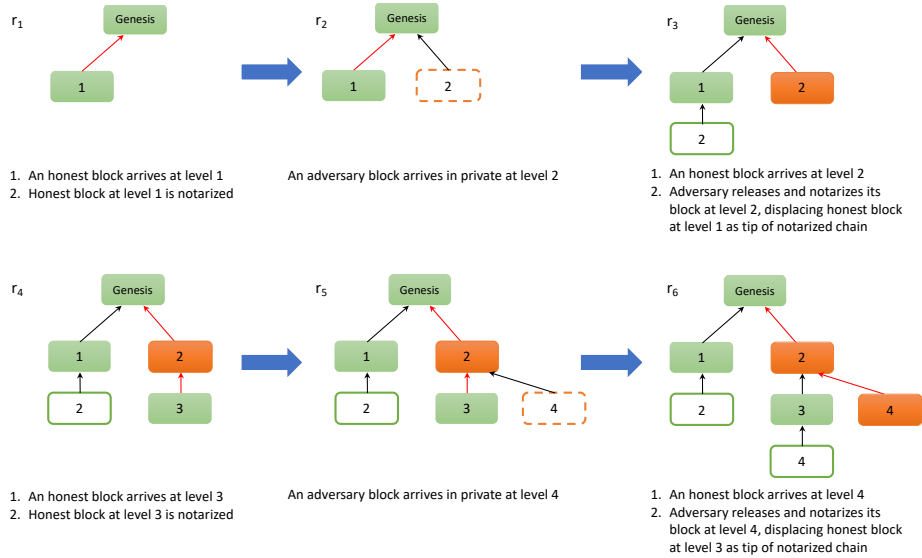 r1
Genesis
1
r2
Genesis
1
2
r3
Genesis
1
2
2
1. An honest block arrives at level 1
2. Honest block at level 1 is notarized
An adversary block arrives in private at level 2
1. An honest block arrives at level 2
2. Adversary releases and notarizes its
block at level 2, displacing honest block
at level 1 as tip of notarized chain
r4
Genesis
1
2
2
3
r5
Genesis
1
2
2
3
4
r6
Genesis
1
2
2
3
4
4
1. An honest block arrives at level 3
2. Honest block at level 3 is notarized
An adversary block arrives in private at level 4
1. An honest block arrives at level 4
2. Adversary releases and notarizes its
block at level 4, displacing honest block
at level 3 as tip of notarized chain